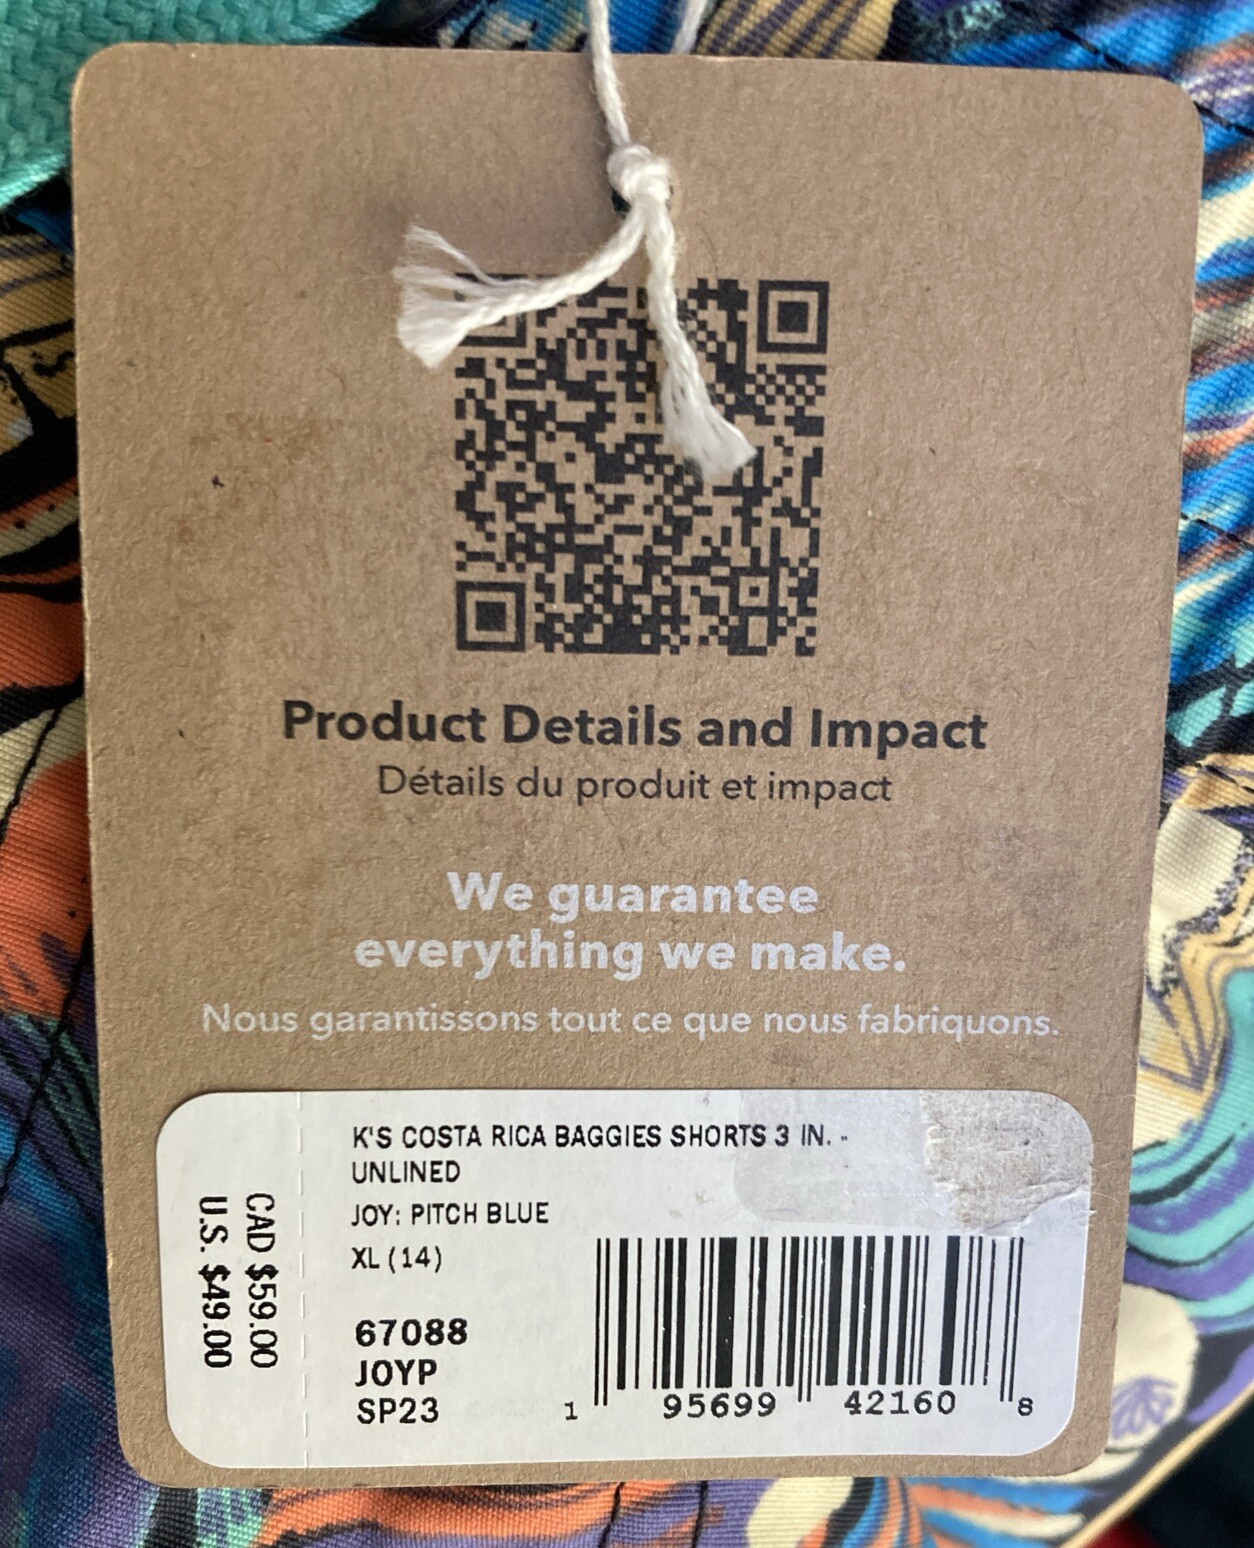 Product Details and Impact
Détails du produit et impact
We guarantee
everything we make.
Nous garantissons tout ce que nous fabriquons.
K'S COSTA RICA BAGGIES SHORTS 3 IN. -
UNLINED
JOY: PITCH BLUE
XL (14)
67088
JOYP
SP23
1 95699 42160 8
CAD $59.00
U.S. $49.00